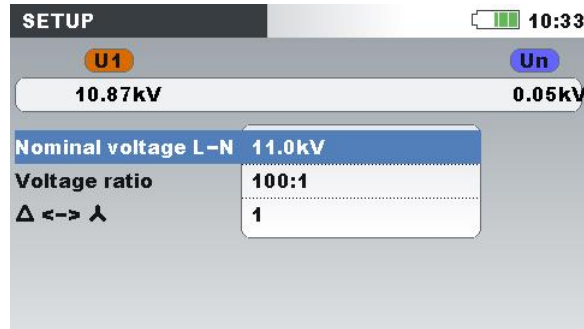 SETUP 10:33
U1 Un
10.87kV 0.05kV
Nominal voltage L-N 11.0kV
Voltage ratio 100:1
Δ <-> ⅄ 1